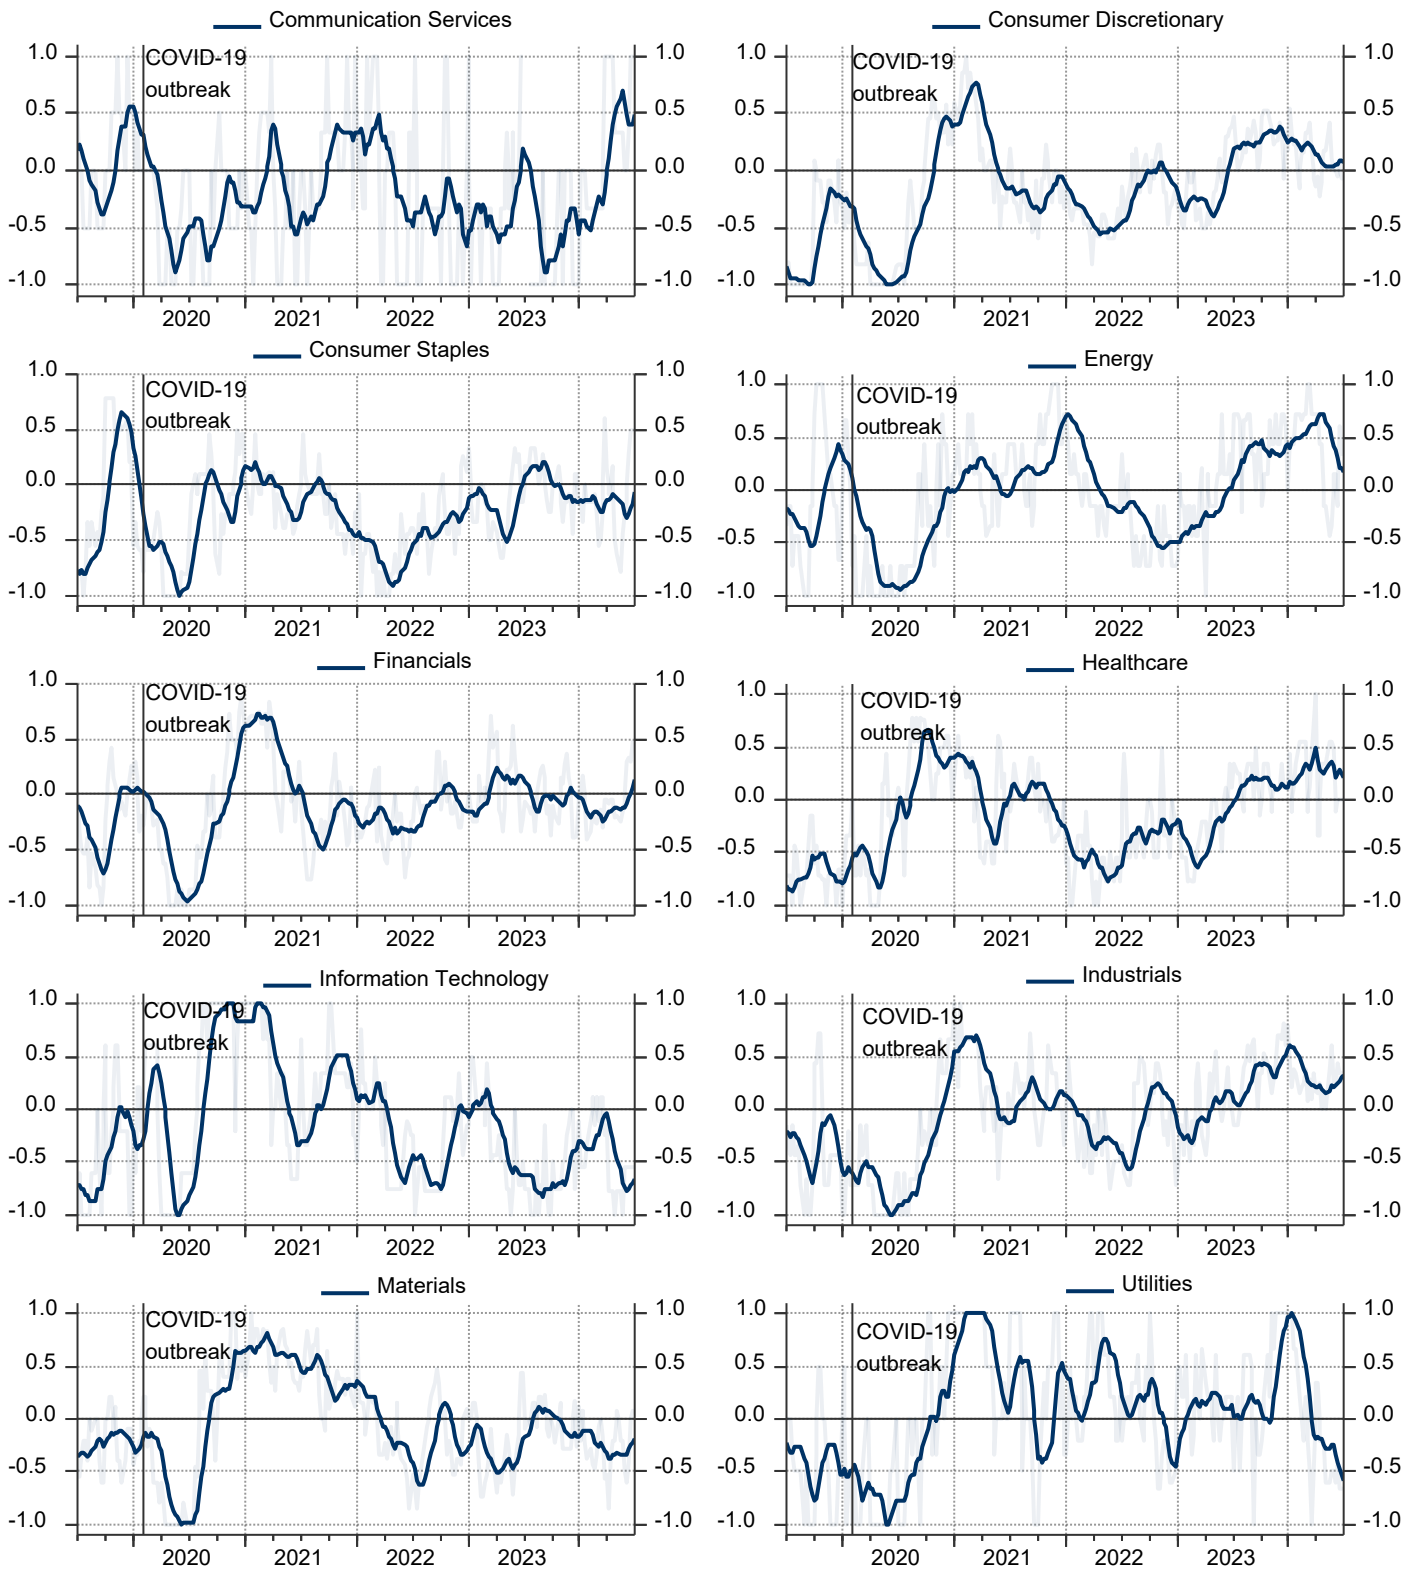 Communication Services
1.0 1.0
COVID-19
outbreak
0.5 0.5
0.0 0.0
-0.5 -0.5
-1.0 -1.0
2020 2021 2022 2023
Consumer Discretionary
1.0 1.0
COVID-19
outbreak
0.5 0.5
0.0 0.0
-0.5 -0.5
-1.0 -1.0
2020 2021 2022 2023
Consumer Staples
1.0 1.0
COVID-19
outbreak
0.5 0.5
0.0 0.0
-0.5 -0.5
-1.0 -1.0
2020 2021 2022 2023
Energy
1.0 1.0
COVID-19
outbreak
0.5 0.5
0.0 0.0
-0.5 -0.5
-1.0 -1.0
2020 2021 2022 2023
Financials
1.0 1.0
COVID-19
outbreak
0.5 0.5
0.0 0.0
-0.5 -0.5
-1.0 -1.0
2020 2021 2022 2023
Healthcare
1.0 1.0
COVID-19
outbreak
0.5 0.5
0.0 0.0
-0.5 -0.5
-1.0 -1.0
2020 2021 2022 2023
Information Technology
1.0 1.0
COVID-19
outbreak
0.5 0.5
0.0 0.0
-0.5 -0.5
-1.0 -1.0
2020 2021 2022 2023
Industrials
1.0 1.0
COVID-19
outbreak
0.5 0.5
0.0 0.0
-0.5 -0.5
-1.0 -1.0
2020 2021 2022 2023
Materials
1.0 1.0
COVID-19
outbreak
0.5 0.5
0.0 0.0
-0.5 -0.5
-1.0 -1.0
2020 2021 2022 2023
Utilities
1.0 1.0
COVID-19
outbreak
0.5 0.5
0.0 0.0
-0.5 -0.5
-1.0 -1.0
2020 2021 2022 2023